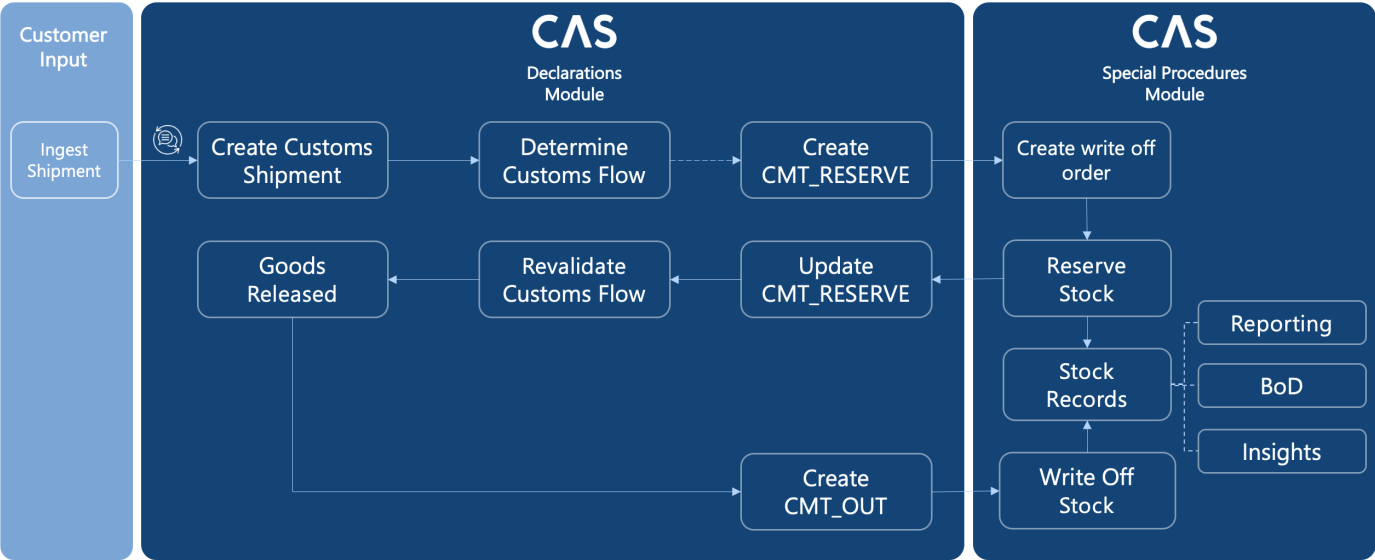 Customer
Input
CAS
Declarations
Module
CAS
Special Procedures
Module
Ingest
Shipment
Create Customs
Shipment
Determine
Customs Flow
Create
CMT_RESERVE
Create write off
order
Goods
Released
Revalidate
Customs Flow
Update
CMT_RESERVE
Reserve
Stock
Reporting
Stock
Records
BoD
Insights
Create
CMT_OUT
Write Off
Stock